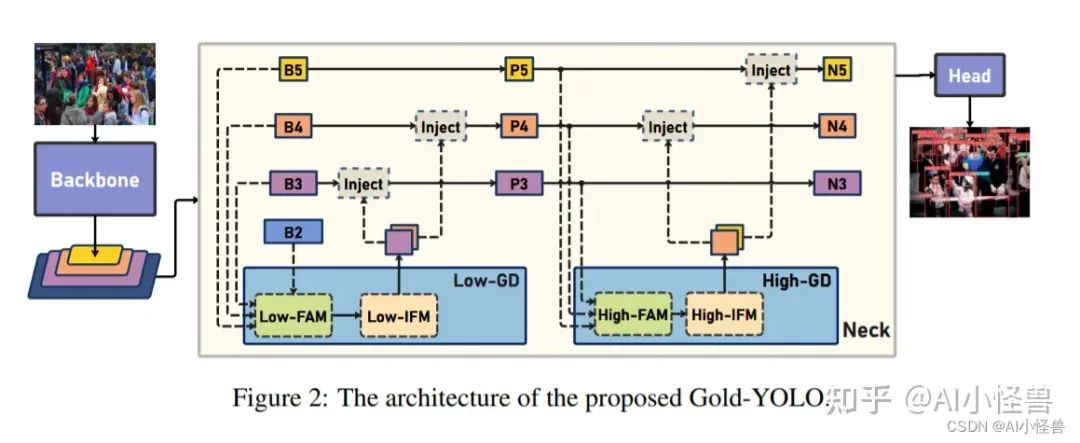 B5
P5
Inject
N5
Head
B4
Inject
P4
Inject
N4
Backbone
B3
Inject
P3
N3
B2
Low-GD
High-GD
Low-FAM
Low-IFM
High-FAM
High-IFM
Neck
Figure 2: The architecture of the proposed Gold-YOLO.
知乎 @AI小怪兽
CSDN @AI小怪兽